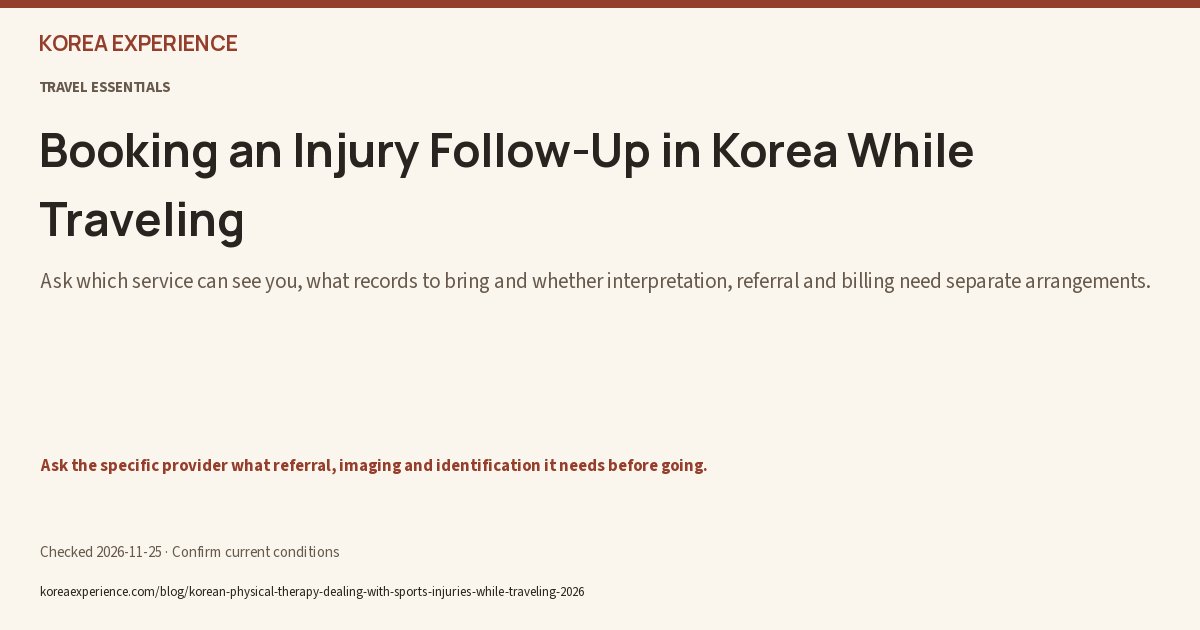 KOREA EXPERIENCE
TRAVEL ESSENTIALS
Booking an Injury Follow-Up in Korea While
Traveling
Ask which service can see you, what records to bring and whether interpretation, referral and billing need separate arrangements.
Ask the specific provider what referral, imaging and identification it needs before going.
Checked 2026-11-25 · Confirm current conditions
koreaexperience.com/blog/korean-physical-therapy-dealing-with-sports-injuries-while-traveling-2026